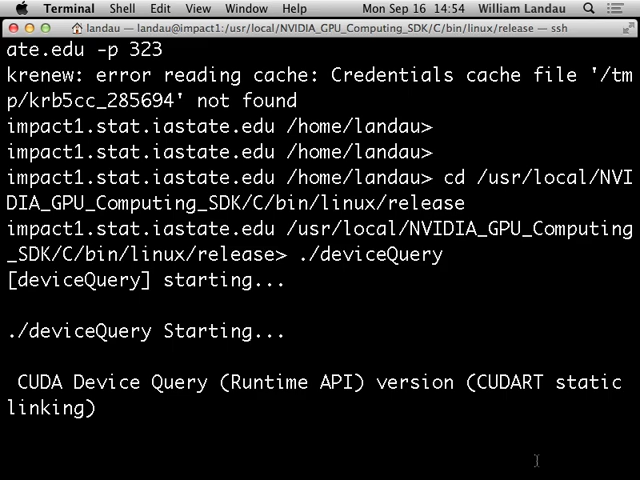 Terminal Shell Edit View Window Help Mon Sep 16 14:54 William Landau
landau — landau@impact1:/usr/local/NVIDIA_GPU_Computing_SDK/C/bin/linux/release — ssh
ate.edu -p 323
krenew: error reading cache: Credentials cache file '/tm
p/krb5cc_285694' not found
impact1.stat.iastate.edu /home/landau>
impact1.stat.iastate.edu /home/landau>
impact1.stat.iastate.edu /home/landau> cd /usr/local/NVI
DIA_GPU_Computing_SDK/C/bin/linux/release
impact1.stat.iastate.edu /usr/local/NVIDIA_GPU_Computing
_SDK/C/bin/linux/release> ./deviceQuery
[deviceQuery] starting...
./deviceQuery Starting...
CUDA Device Query (Runtime API) version (CUDART static
linking)